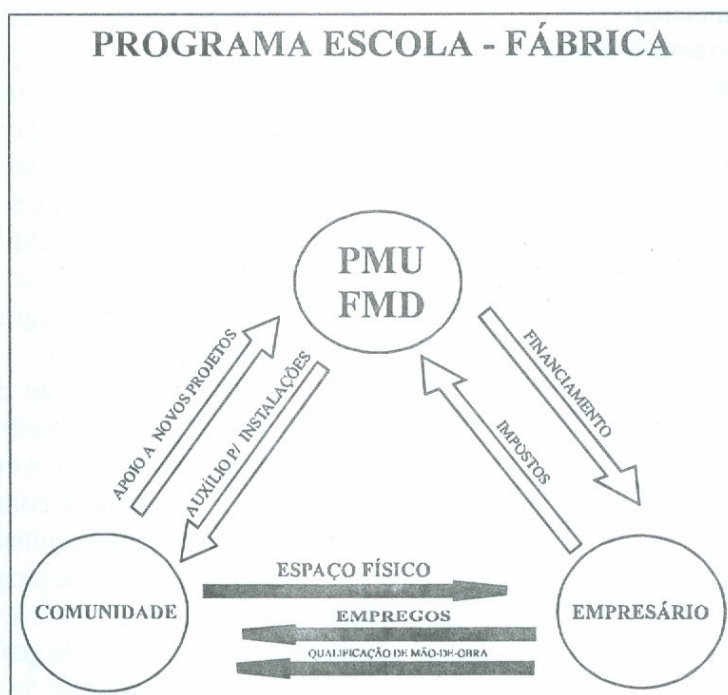 PROGRAMA ESCOLA - FÁBRICA
PMU
FMD
APOIO A NOVOS PROJETOS
AUXÍLIO P/ INSTALAÇÕES
FINANCIAMENTO
IMPOSTOS
COMUNIDADE
ESPAÇO FÍSICO
EMPREGOS
QUALIFICAÇÃO DE MÃO-DE-OBRA
EMPRESÁRIO